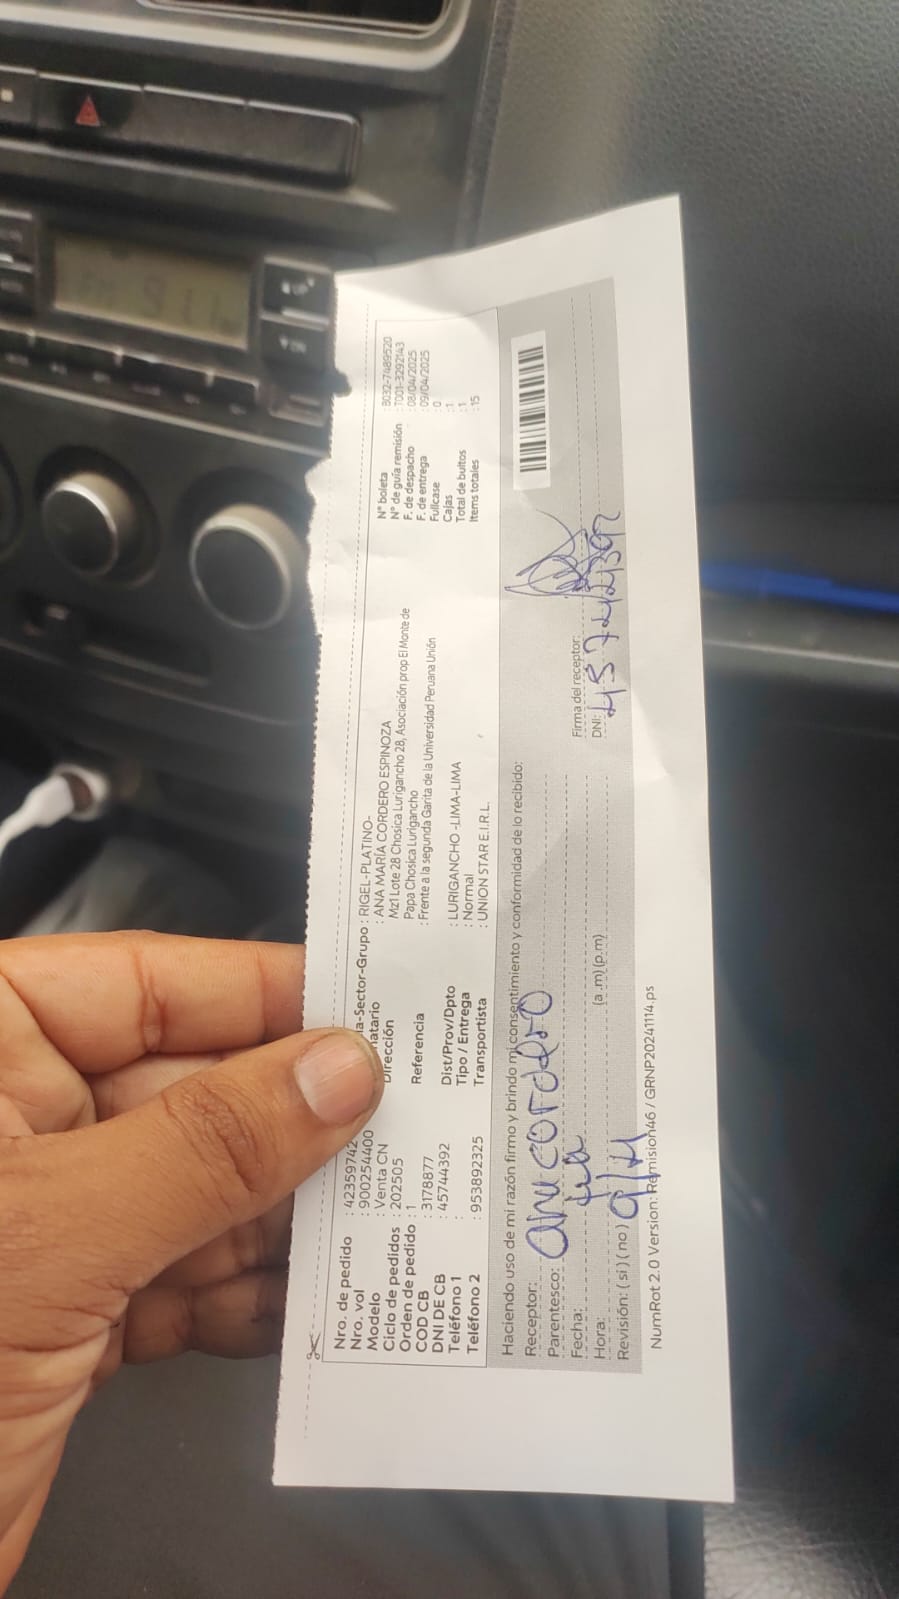 Nro. de pedido : 42359742
Nro. vol : 900254400
Modelo : Venta CN
Ciclo de pedidos : 202505
Orden de pedido : 1
COD CB : 3178877
DNI DE CB : 45744392
Teléfono 1 :
Teléfono 2 : 953892325
-Sector-Grupo : RIGEL-PLATINO-
: ANA MARÍA CORDERO ESPINOZA
Dirección Mz1 Lote 28 Chosica Lurigancho 28, Asociación prop El Monte de
Papa Chosica Lurigancho
Referencia : Frente a la segunda Garita de la Universidad Peruana Unión
Dist/Prov/Dpto : LURIGANCHO -LIMA-LIMA
Tipo / Entrega : Normal
Transportista : UNION STAR E.I.R.L.
N° boleta : B032-7489520
N° de guía remisión : T001-3292143
F. de despacho : 08/04/2025
F. de entrega : 09/04/2025
Fullcase : 0
Cajas : 1
Total de bultos : 1
Items totales : 15
Haciendo uso de mi razón firmo y brindo mi consentimiento y conformidad de lo recibido:
Receptor: ana cordero
Parentesco:
Fecha: 9/4
Hora: (a .m) (p.m)
Revisión: ( si ) ( no )
Firma del receptor:
DNI:
NumRot 2.0 Version: Remision46 / GRNP20241114.ps